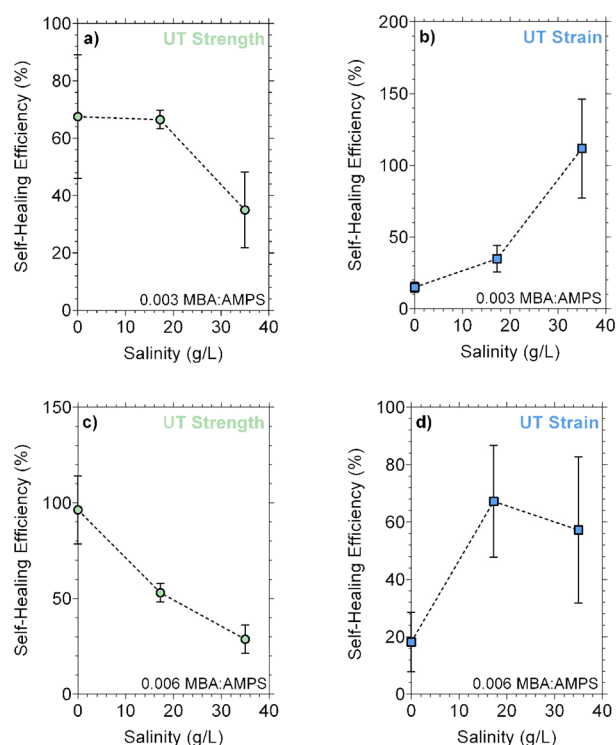 a) UT Strength
Self-Healing Efficiency (%)
100
80
60
40
20
0
0.003 MBA:AMPS
0 10 20 30 40
Salinity (g/L)
b) UT Strain
Self-Healing Efficiency (%)
200
150
100
50
0
0.003 MBA:AMPS
0 10 20 30 40
Salinity (g/L)
c) UT Strength
Self-Healing Efficiency (%)
150
100
50
0
0.006 MBA:AMPS
0 10 20 30 40
Salinity (g/L)
d) UT Strain
Self-Healing Efficiency (%)
100
80
60
40
20
0
0.006 MBA:AMPS
0 10 20 30 40
Salinity (g/L)